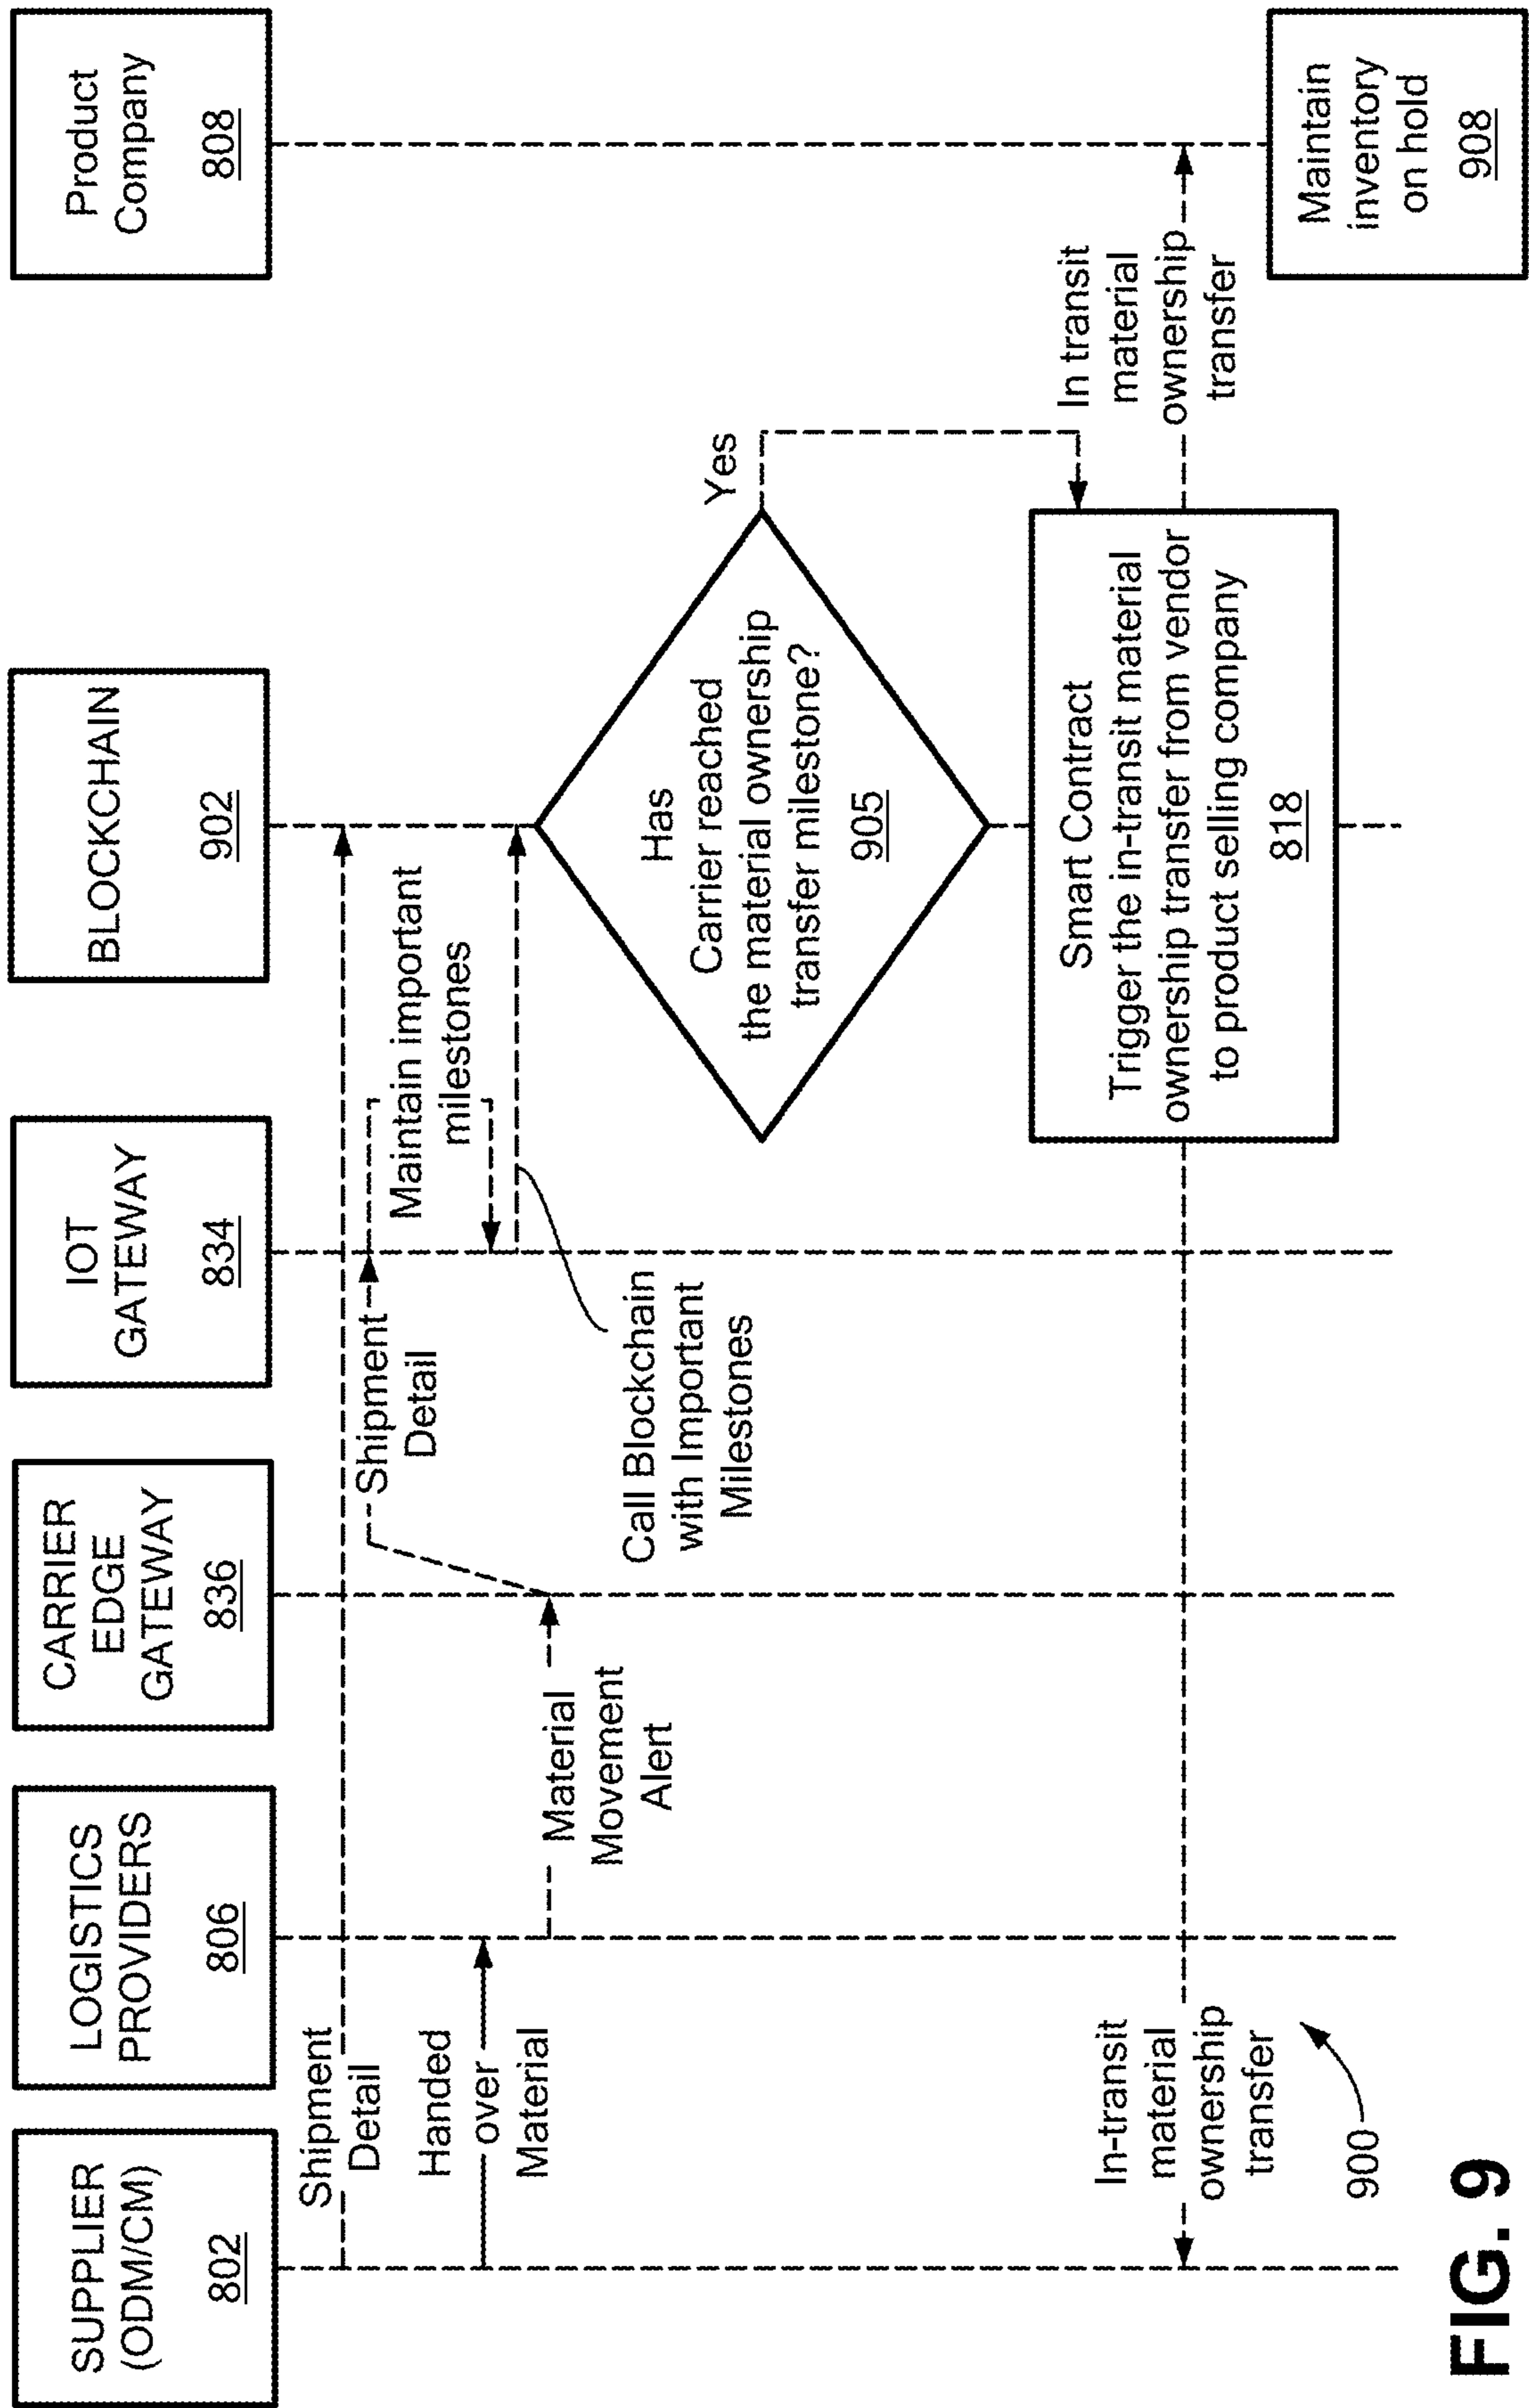 SUPPLIER
(ODM/CM)
802
LOGISTICS
PROVIDERS
806
CARRIER
EDGE
GATEWAY
836
IOT
GATEWAY
834
BLOCKCHAIN
902
Product
Company
808
Shipment
Detail
Handed
over
Material
Material
Movement
Alert
Shipment
Detail
Maintain important
milestones
Call Blockchain
with Important
Milestones
Has
Carrier reached
the material ownership
transfer milestone?
905
Yes
Smart Contract
Trigger the in-transit material
ownership transfer from vendor
to product selling company
818
In-transit
material
ownership
transfer
In transit
material
ownership
transfer
Maintain
inventory
on hold
908
900
FIG. 9